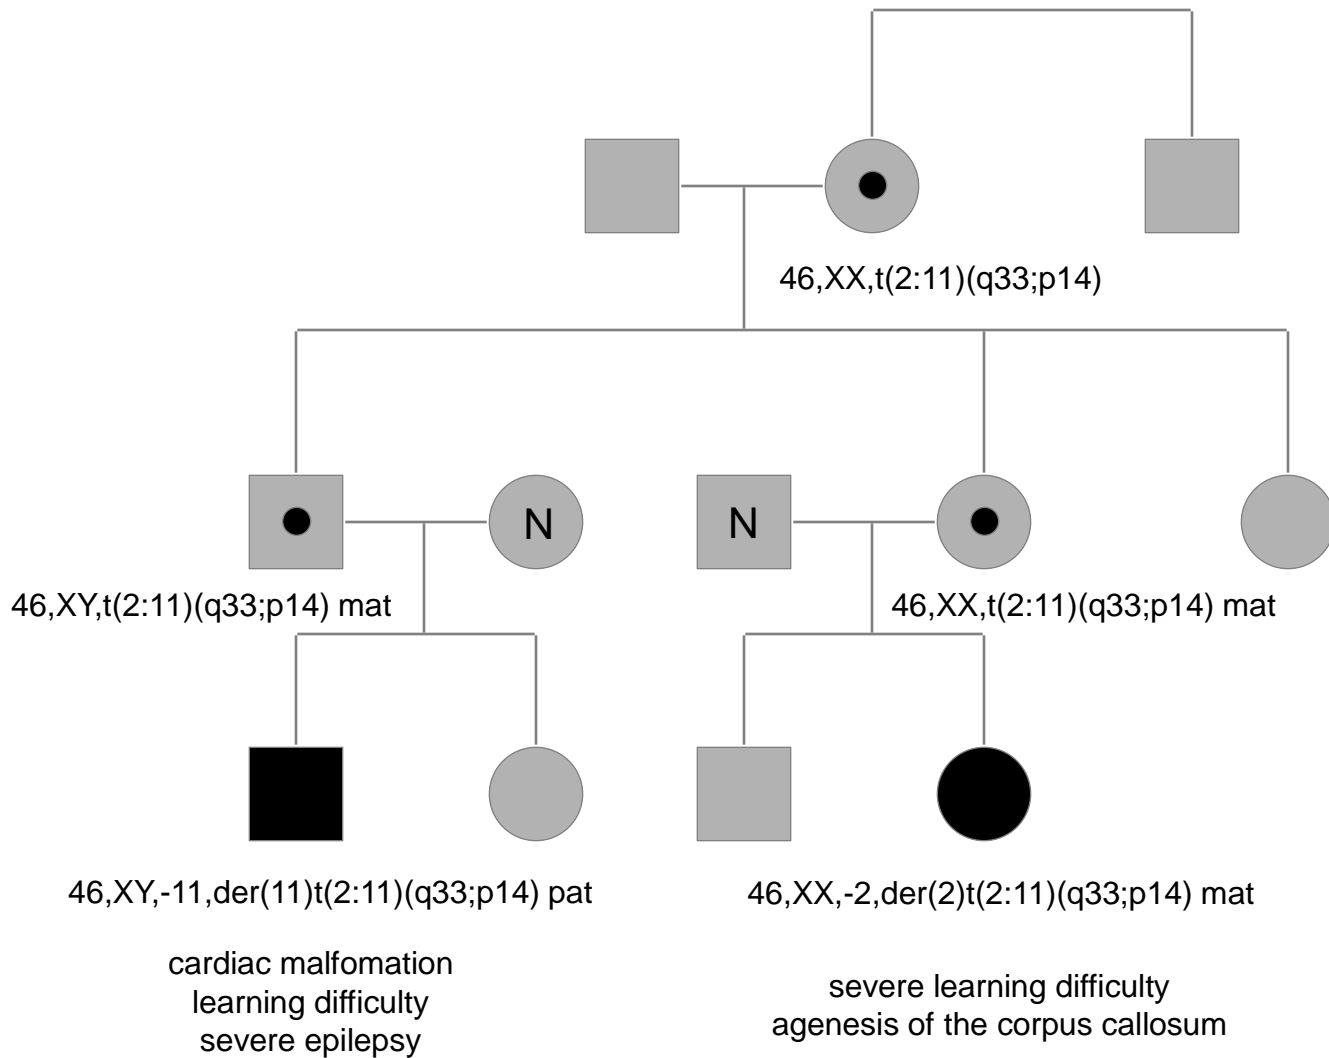 46,XX,t(2:11)(q33;p14)
N
N
46,XY,t(2:11)(q33;p14) mat
46,XX,t(2:11)(q33;p14) mat
46,XY,-11,der(11)t(2:11)(q33;p14) pat
46,XX,-2,der(2)t(2:11)(q33;p14) mat
cardiac malfomation
learning difficulty
severe epilepsy
severe learning difficulty
agenesis of the corpus callosum